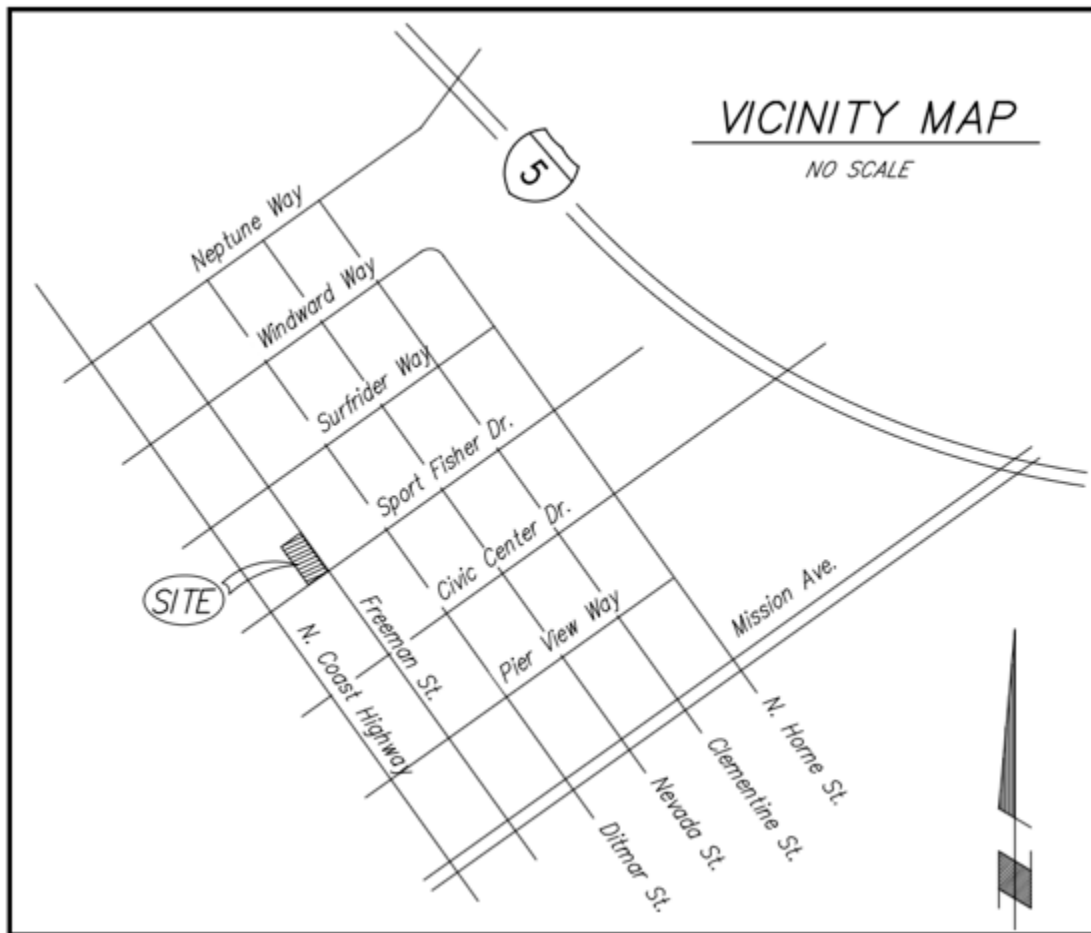 VICINITY MAP
NO SCALE
5
Neptune Way
Windward Way
Surfrider Way
Sport Fisher Dr.
Civic Center Dr.
Pier View Way
Mission Ave.
SITE
N. Coast Highway
Freeman St.
Ditmar St.
Nevada St.
Clementine St.
N. Horne St.